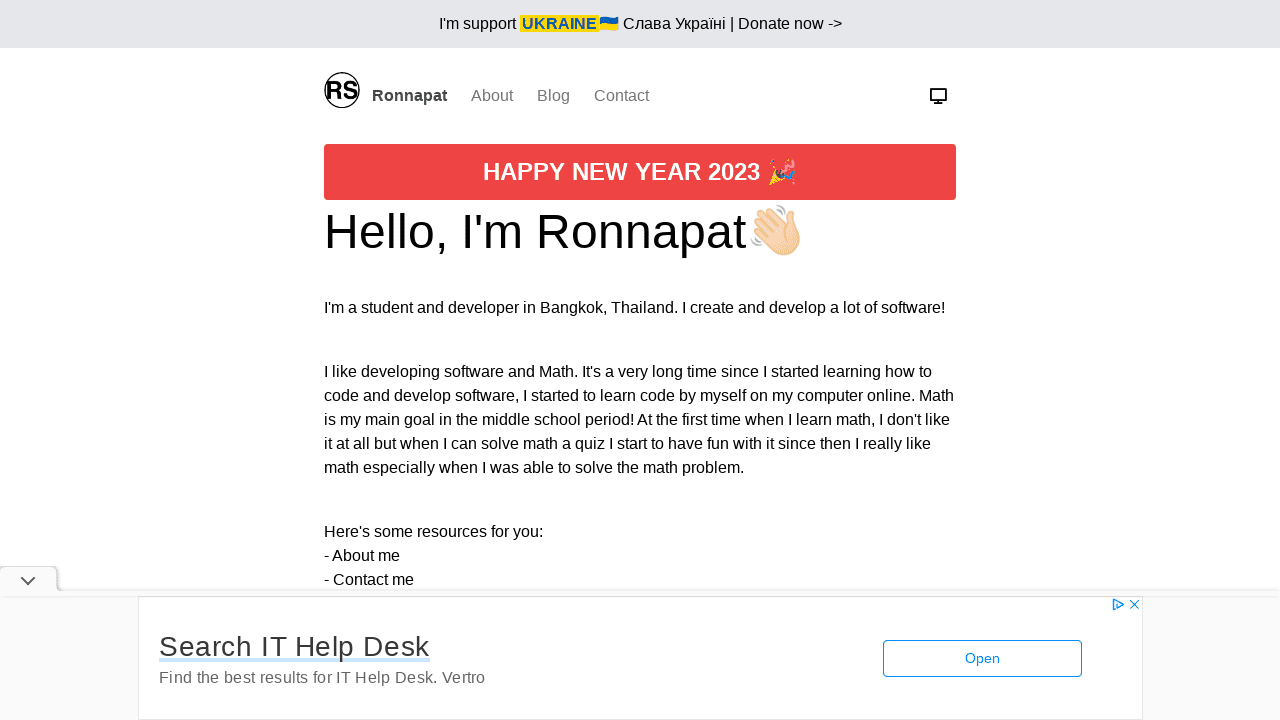 I'm support UKRAINE🇺🇦 Слава Україні | Donate now ->
RS Ronnapat About Blog Contact
HAPPY NEW YEAR 2023 🎉
Hello, I'm Ronnapat👋🏻
I'm a student and developer in Bangkok, Thailand. I create and develop a lot of software!
I like developing software and Math. It's a very long time since I started learning how to
code and develop software, I started to learn code by myself on my computer online. Math
is my main goal in the middle school period! At the first time when I learn math, I don't like
it at all but when I can solve math a quiz I start to have fun with it since then I really like
math especially when I was able to solve the math problem.
Here's some resources for you:
- About me
- Contact me
Search IT Help Desk
Find the best results for IT Help Desk. Vertro
Open